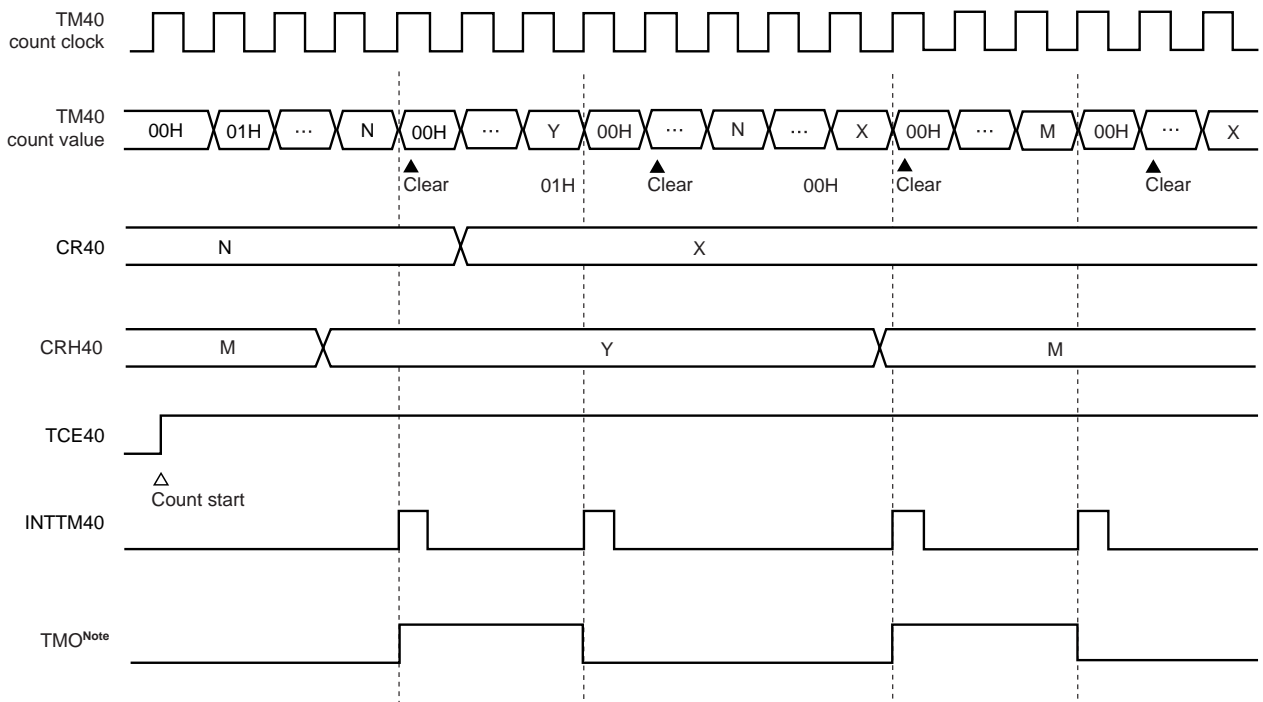 TM40
count clock
TM40
count value
00H 01H ... N 00H ... Y 00H ... N ... X 00H ... M 00H ... X
Clear 01H Clear 00H Clear Clear
CR40 N X
CRH40 M Y M
TCE40
Count start
INTTM40
TMONote